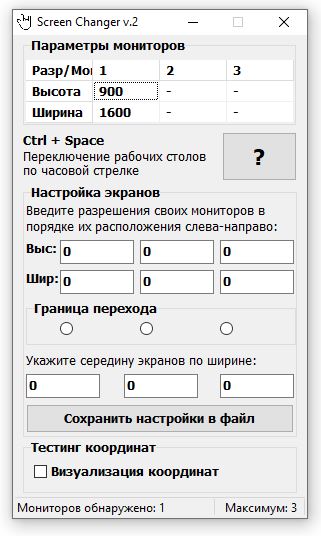 Screen Changer v.2
Параметры мониторов
Разр/Мо 1 2 3
Высота 900 - -
Ширина 1600 - -
Ctrl + Space
Переключение рабочих столов
по часовой стрелке
?
Настройка экранов
Введите разрешения своих мониторов в
порядке их расположения слева-направо:
Выс: 0 0 0
Шир: 0 0 0
Граница перехода
Укажите середину экранов по ширине:
0 0 0
Сохранить настройки в файл
Тестинг координат
Визуализация координат
Мониторов обнаружено: 1 Максимум: 3